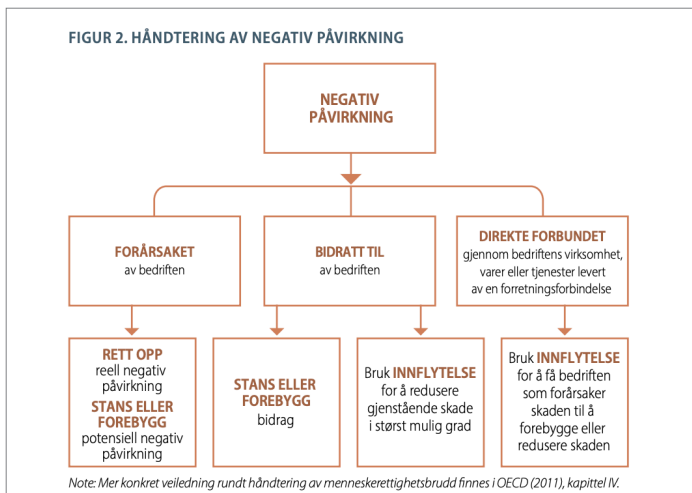 FIGUR 2. HÅNDTERING AV NEGATIV PÅVIRKNING
NEGATIV
PÅVIRKNING
FORÅRSAKET
av bedriften
BIDRATT TIL
av bedriften
DIREKTE FORBUNDET
gjennom bedriftens virksomhet,
varer eller tjenester levert
av en forretningsforbindelse
RETT OPP
reell negativ
påvirkning
STANS ELLER
FOREBYGG
potensiell negativ
påvirkning
STANS ELLER
FOREBYGG
bidrag
Bruk INNFLYTELSE
for å redusere
gjenstående skade
i størst mulig grad
Bruk INNFLYTELSE
for å få bedriften
som forårsaker
skaden til å
forebygge eller
redusere skaden
Note: Mer konkret veiledning rundt håndtering av menneskerettighetsbrudd finnes i OECD (2011), kapittel IV.